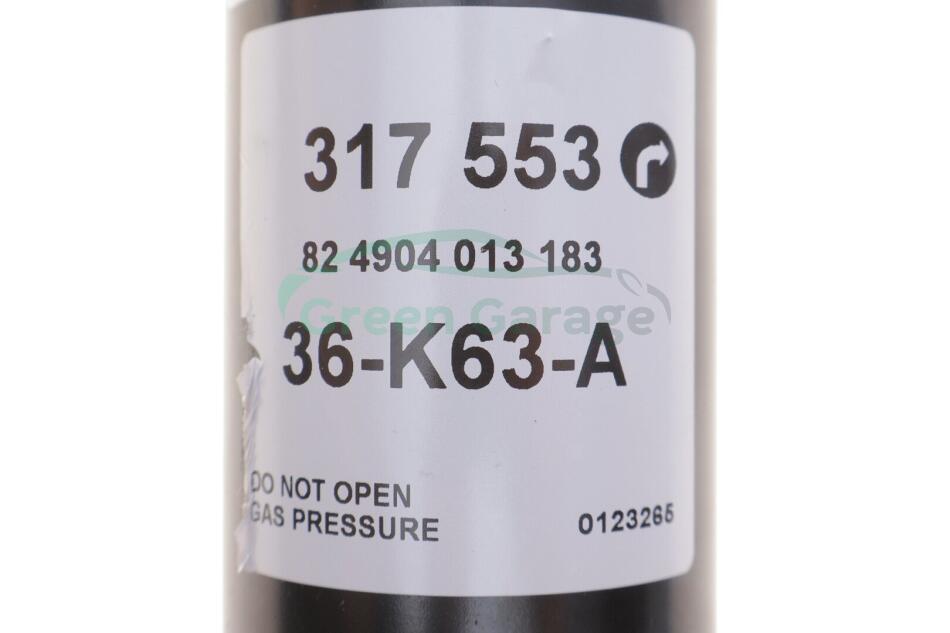 317 553
82 4904 013 183
Green Garage
36-K63-A
DO NOT OPEN
GAS PRESSURE
0123265